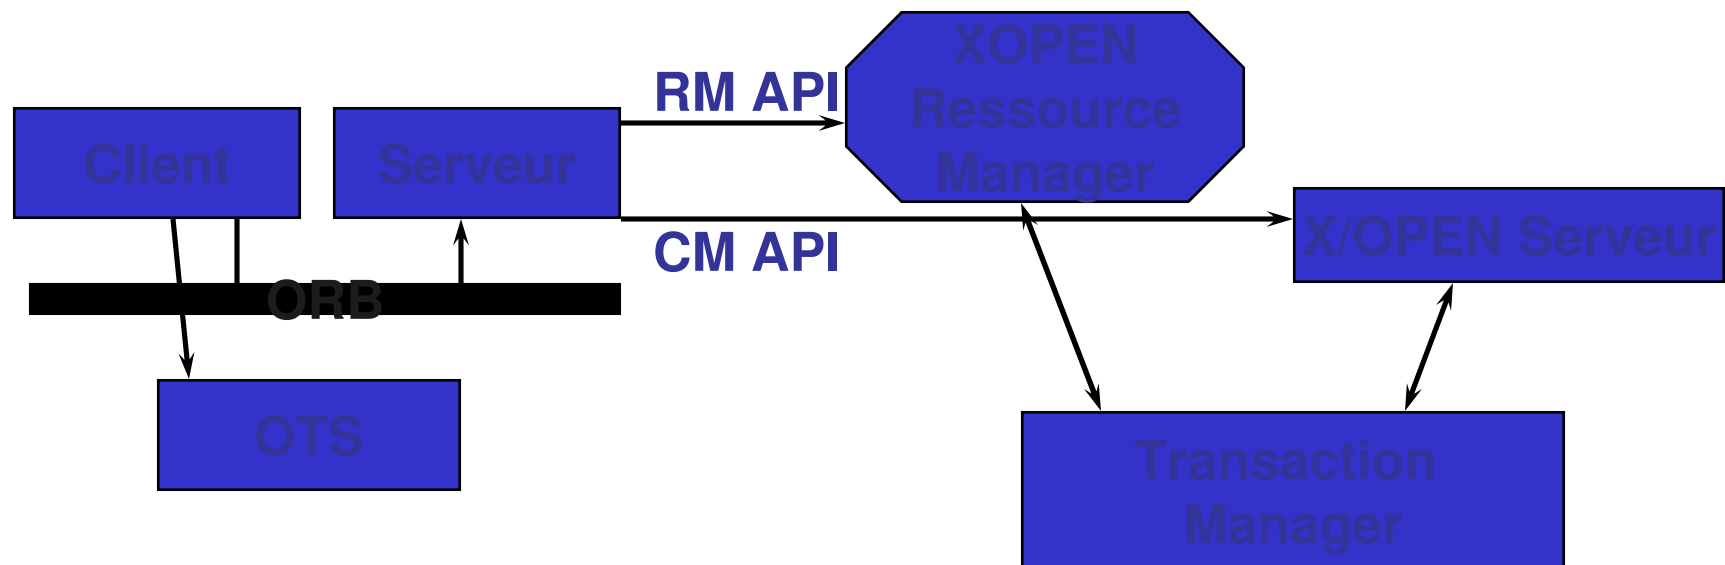 XOPEN
Ressource
Manager
RM API
Client
Serveur
X/OPEN Serveur
CM API
ORB
OTS
Transaction
Manager